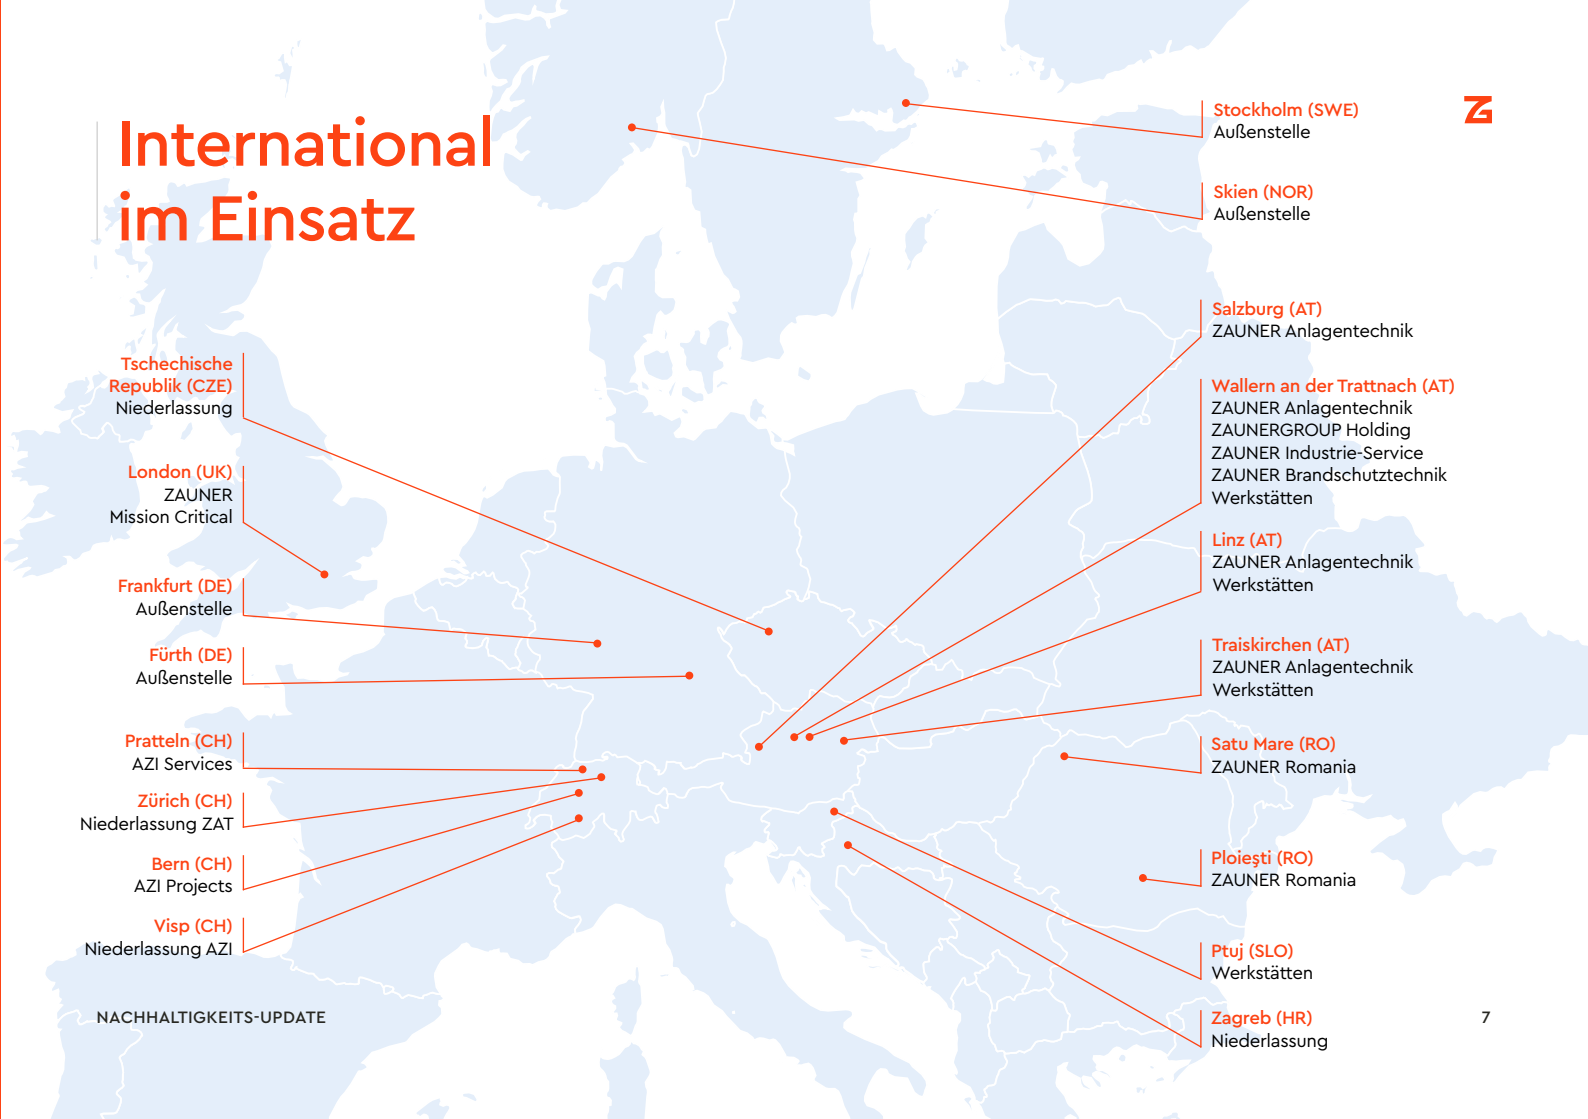 International
im Einsatz
Tschechische
Republik (CZE)
Niederlassung
London (UK)
ZAUNER
Mission Critical
Frankfurt (DE)
Außenstelle
Fürth (DE)
Außenstelle
Pratteln (CH)
AZI Services
Zürich (CH)
Niederlassung ZAT
Bern (CH)
AZI Projects
Visp (CH)
Niederlassung AZI
Stockholm (SWE)
Außenstelle
Skien (NOR)
Außenstelle
Salzburg (AT)
ZAUNER Anlagentechnik
Wallern an der Trattnach (AT)
ZAUNER Anlagentechnik
ZAUNERGROUP Holding
ZAUNER Industrie-Service
ZAUNER Brandschutztechnik
Werkstätten
Linz (AT)
ZAUNER Anlagentechnik
Werkstätten
Traiskirchen (AT)
ZAUNER Anlagentechnik
Werkstätten
Satu Mare (RO)
ZAUNER Romania
Ploieşti (RO)
ZAUNER Romania
Ptuj (SLO)
Werkstätten
Zagreb (HR)
Niederlassung
NACHHALTIGKEITS-UPDATE
7